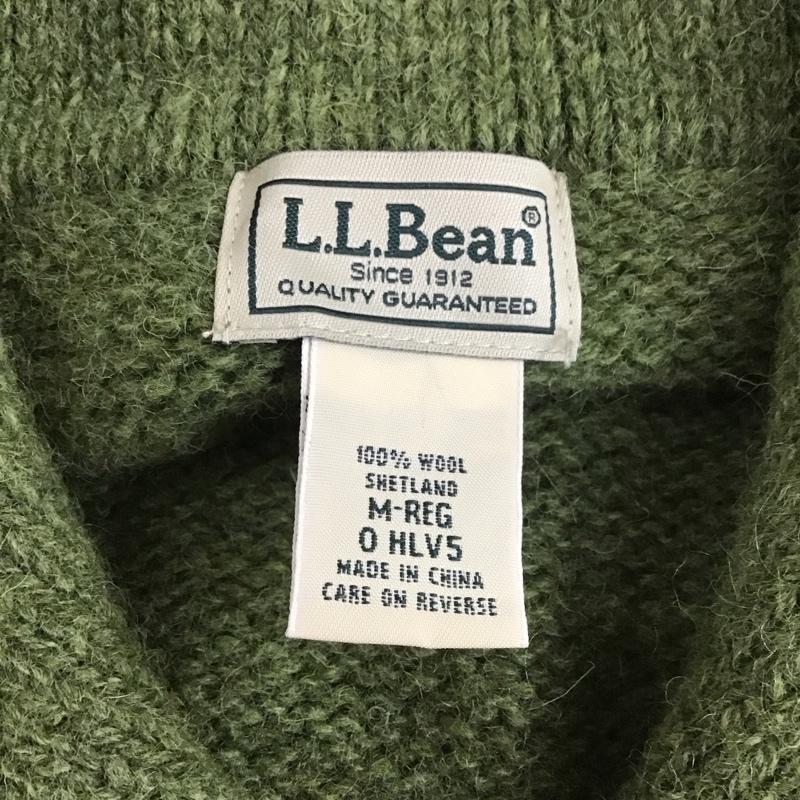 L.L.Bean®
Since 1912
QUALITY GUARANTEED
100% WOOL
SHETLAND
M-REG
0 HLV5
MADE IN CHINA
CARE ON REVERSE